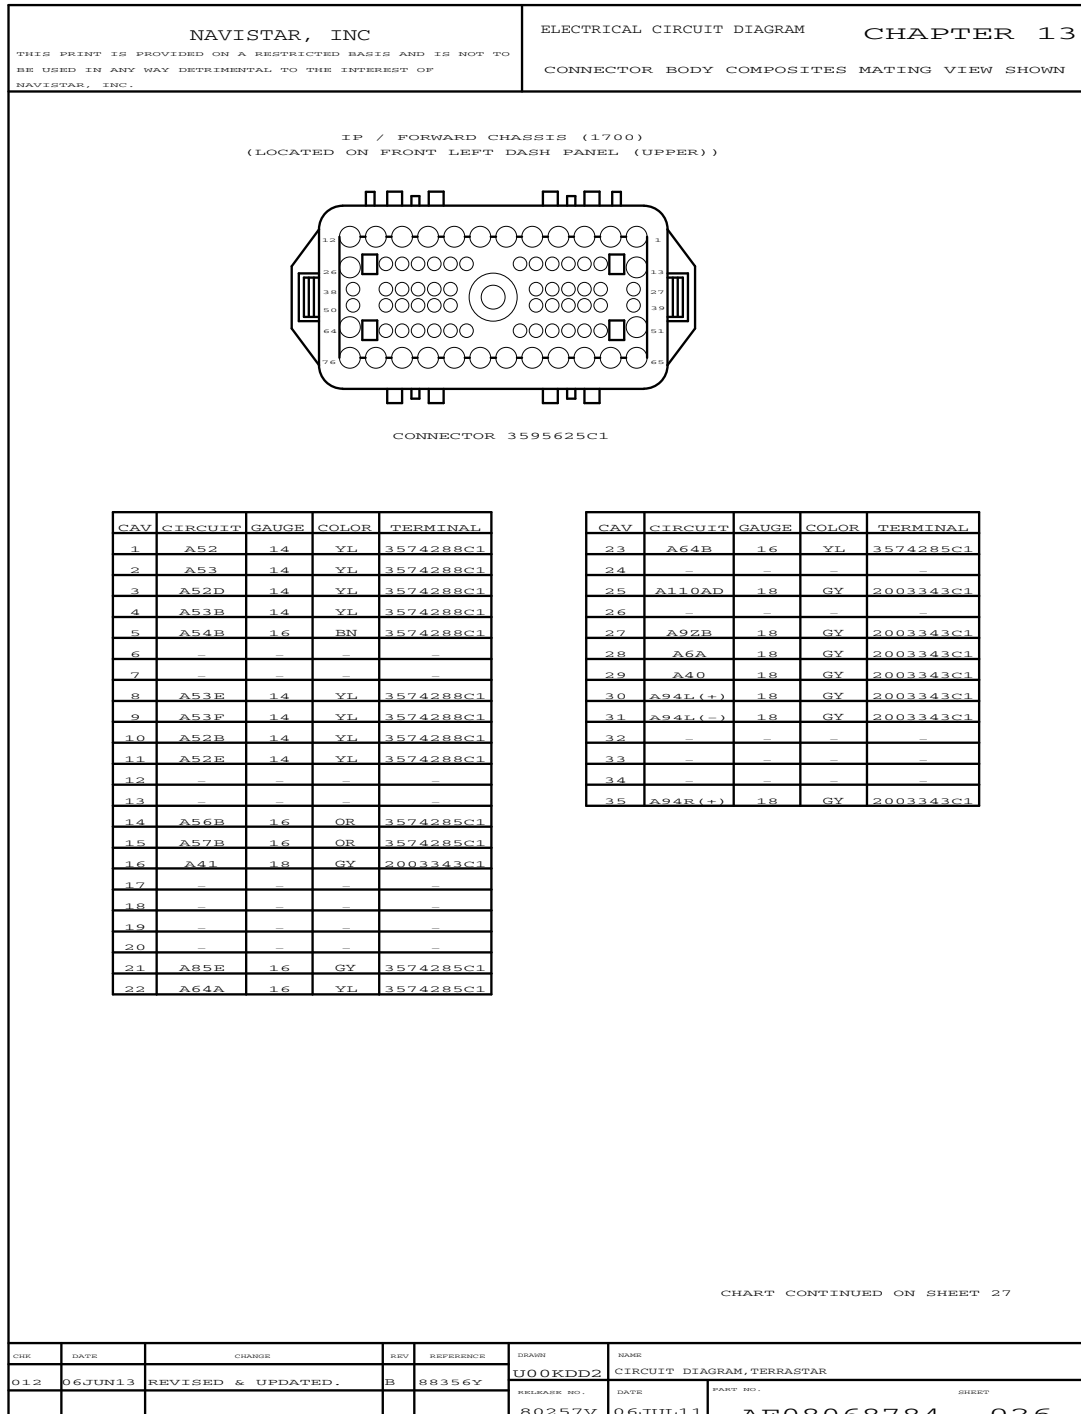 NAVISTAR, INC
THIS PRINT IS PROVIDED ON A RESTRICTED BASIS AND IS NOT TO
BE USED IN ANY WAY DETRIMENTAL TO THE INTEREST OF
NAVISTAR, INC.
ELECTRICAL CIRCUIT DIAGRAM CHAPTER 13
CONNECTOR BODY COMPOSITES MATING VIEW SHOWN
IP / FORWARD CHASSIS (1700)
(LOCATED ON FRONT LEFT DASH PANEL (UPPER))
12 1
26 13
38 27
50 39
64 51
76 65
CONNECTOR 3595625C1
CAV CIRCUIT GAUGE COLOR TERMINAL
1 A52 14 YL 3574288C1
2 A53 14 YL 3574288C1
3 A52D 14 YL 3574288C1
4 A53B 14 YL 3574288C1
5 A54B 16 BN 3574288C1
6 – – – –
7 – – – –
8 A53E 14 YL 3574288C1
9 A53F 14 YL 3574288C1
10 A52B 14 YL 3574288C1
11 A52E 14 YL 3574288C1
12 – – – –
13 – – – –
14 A56B 16 OR 3574285C1
15 A57B 16 OR 3574285C1
16 A41 18 GY 2003343C1
17 – – – –
18 – – – –
19 – – – –
20 – – – –
21 A85E 16 GY 3574285C1
22 A64A 16 YL 3574285C1
CAV CIRCUIT GAUGE COLOR TERMINAL
23 A64B 16 YL 3574285C1
24 – – – –
25 A110AD 18 GY 2003343C1
26 – – – –
27 A9ZB 18 GY 2003343C1
28 A6A 18 GY 2003343C1
29 A40 18 GY 2003343C1
30 A94L(+) 18 GY 2003343C1
31 A94L(–) 18 GY 2003343C1
32 – – – –
33 – – – –
34 – – – –
35 A94R(+) 18 GY 2003343C1
CHART CONTINUED ON SHEET 27
CHK DATE CHANGE REV REFERENCE
012 06JUN13 REVISED & UPDATED. B 88356Y
DRAWN
U00KDD2
NAME
CIRCUIT DIAGRAM,TERRASTAR
RELEASE NO.
80257V
DATE
06JUL11
PART NO. SHEET
AE08068784 026